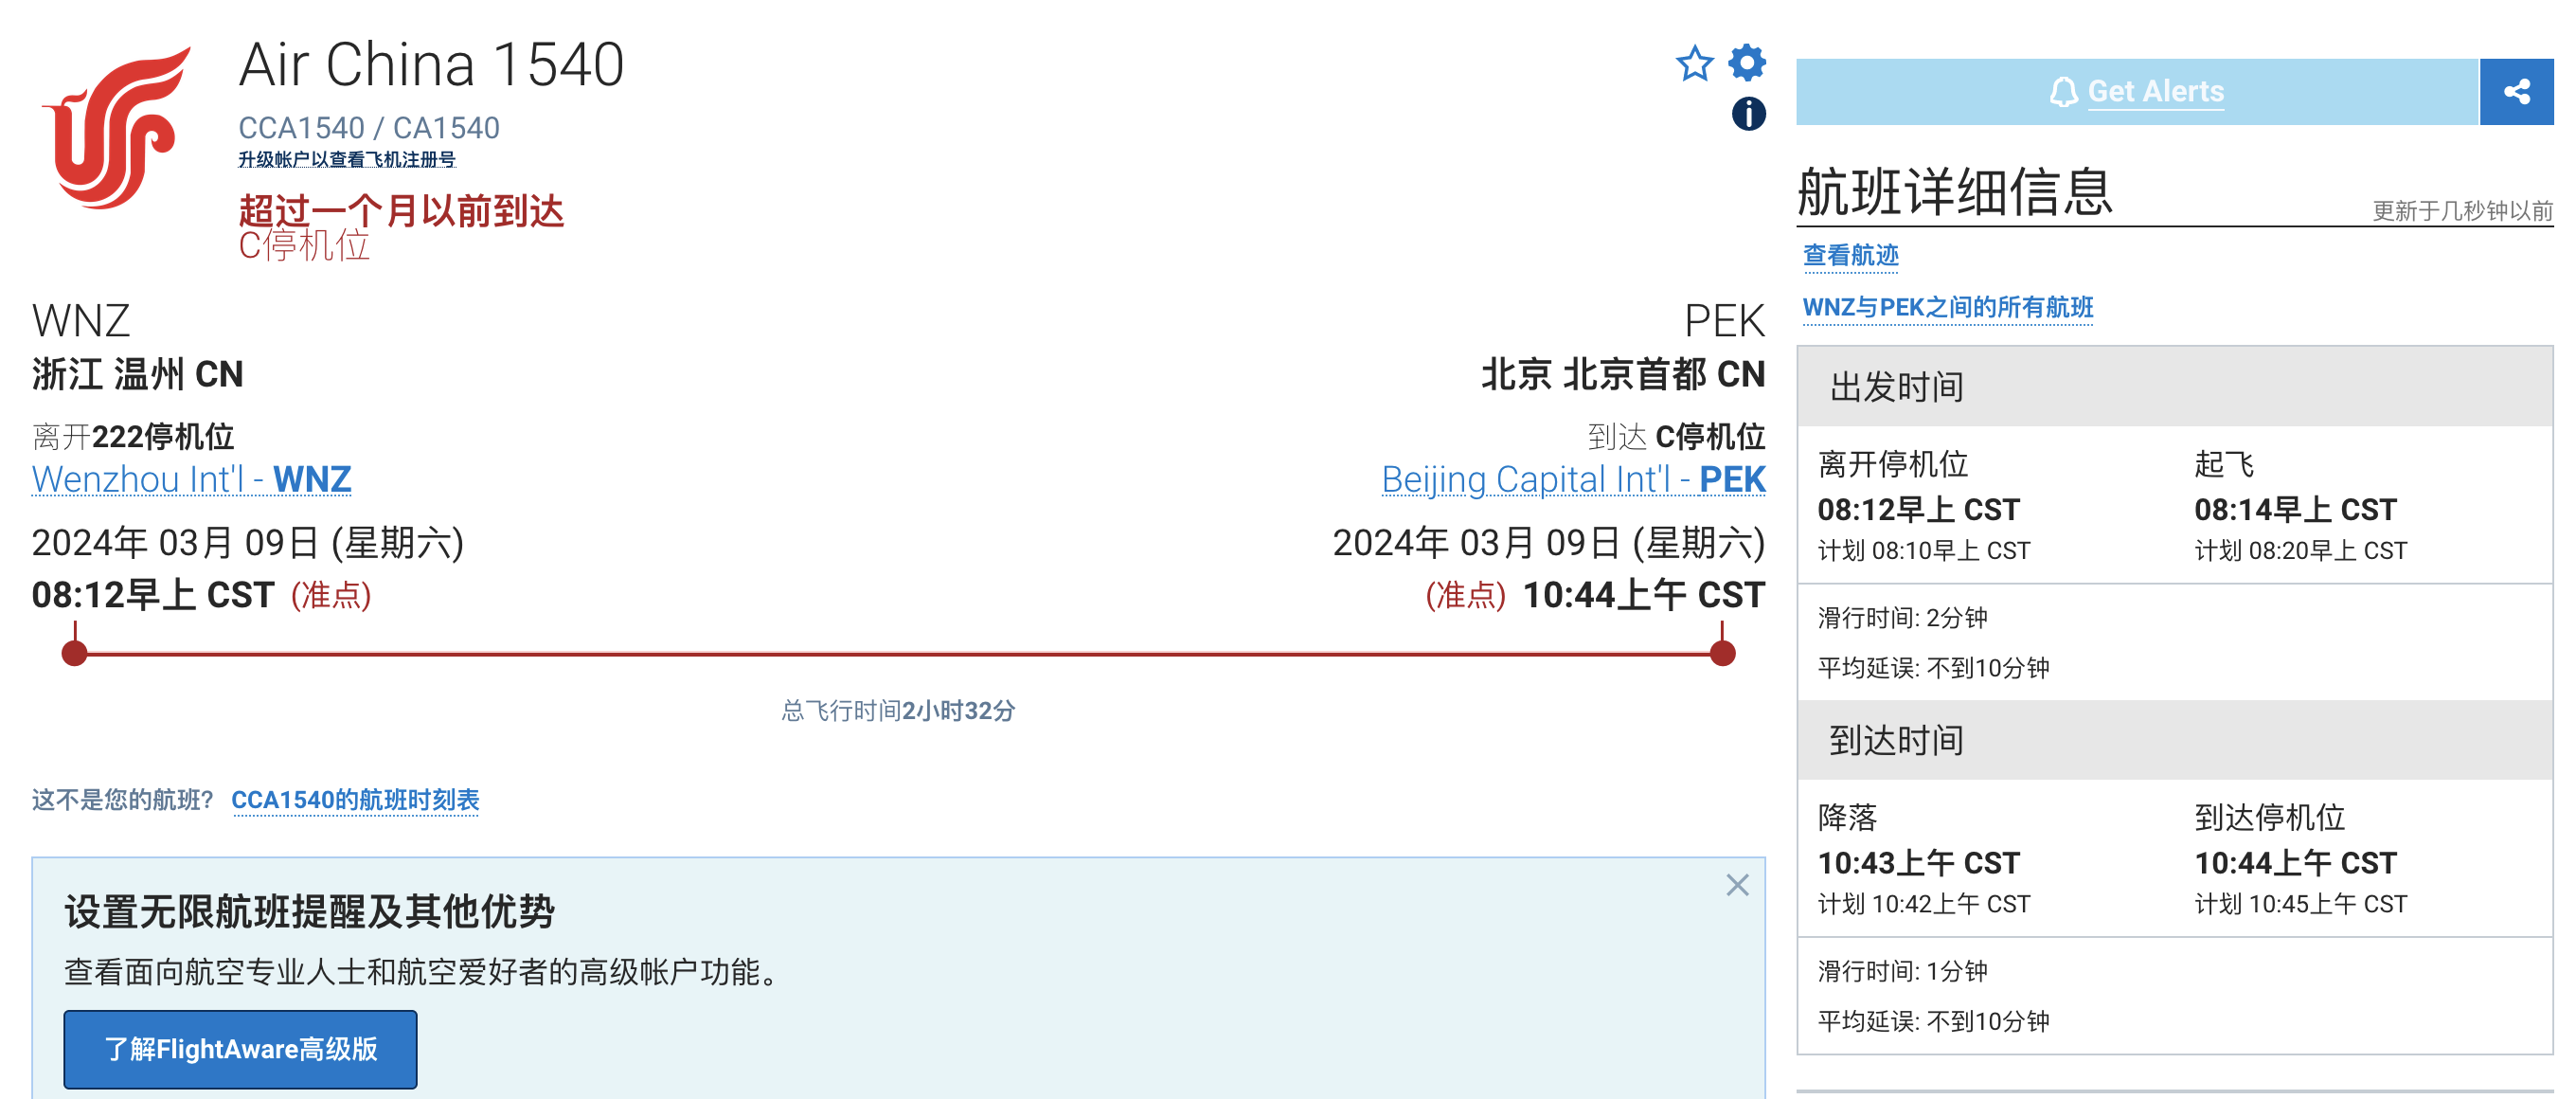 Air China 1540
CCA1540 / CA1540
升级帐户以查看飞机注册号
超过一个月以前到达
C停机位
WNZ
浙江 温州 CN
离开222停机位
Wenzhou Int'l - WNZ
2024年 03月 09日 (星期六)
08:12早上 CST (准点)
PEK
北京 北京首都 CN
到达 C停机位
Beijing Capital Int'l - PEK
2024年 03月 09日 (星期六)
(准点) 10:44上午 CST
总飞行时间2小时32分
这不是您的航班? CCA1540的航班时刻表
设置无限航班提醒及其他优势
查看面向航空专业人士和航空爱好者的高级帐户功能。
了解FlightAware高级版
Get Alerts
航班详细信息
更新于几秒钟以前
查看航迹
WNZ与PEK之间的所有航班
出发时间
离开停机位
08:12早上 CST
计划 08:10早上 CST
起飞
08:14早上 CST
计划 08:20早上 CST
滑行时间: 2分钟
平均延误: 不到10分钟
到达时间
降落
10:43上午 CST
计划 10:42上午 CST
到达停机位
10:44上午 CST
计划 10:45上午 CST
滑行时间: 1分钟
平均延误: 不到10分钟